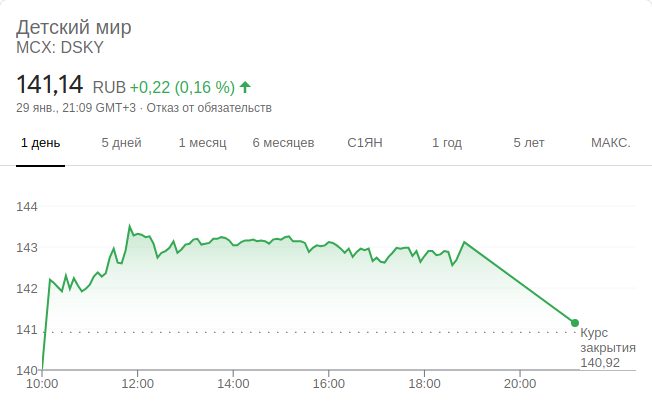 Детский мир
MCX: DSKY
141,14 RUB +0,22 (0,16 %)
29 янв., 21:09 GMT+3 · Отказ от обязательств
1 день 5 дней 1 месяц 6 месяцев С1ЯН 1 год 5 лет МАКС.
144
143
142
141
Курс
закрытия
140,92
140
10:00 12:00 14:00 16:00 18:00 20:00